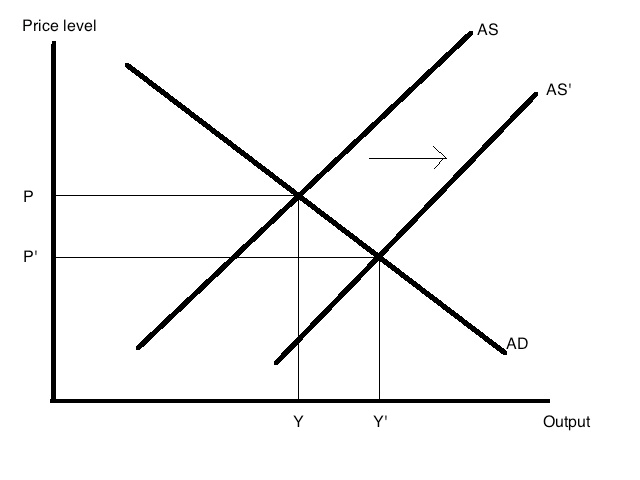 Price level
AS
AS'
P
P'
AD
Y
Y'
Output